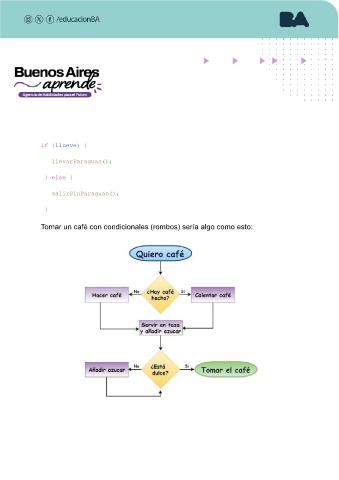 /educacionBA
BA
Buenos Aires
aprende
Agencia de Habilidades para el Futuro
if (llueve) {
llevarParaguas();
} else {
salirSinParaguas();
}
Tomar un café con condicionales (rombos) sería algo como esto:
Quiero café
¿Hay café
hecho?
No
Si
Hacer café
Calentar café
Servir en taza
y añadir azucar
¿Está
dulce?
No
Si
Añadir azucar
Tomar el café